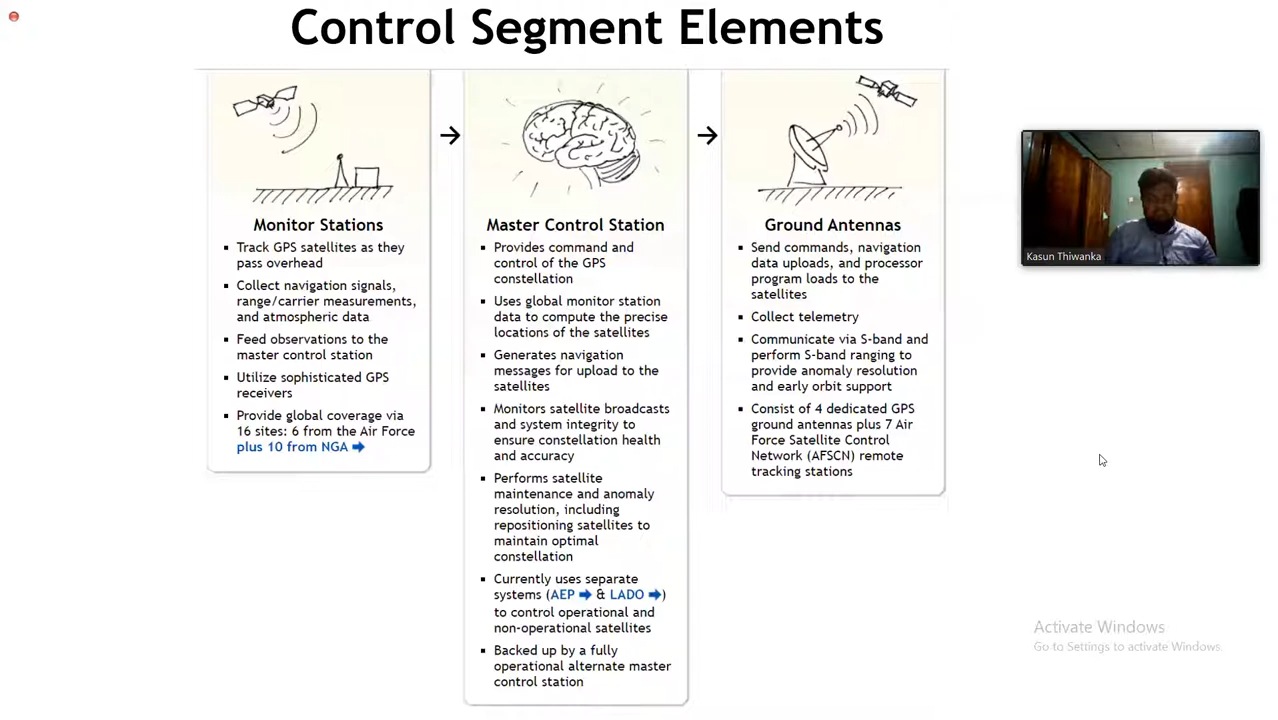 Control Segment Elements
Monitor Stations
▪ Track GPS satellites as they
pass overhead
▪ Collect navigation signals,
range/carrier measurements,
and atmospheric data
▪ Feed observations to the
master control station
▪ Utilize sophisticated GPS
receivers
▪ Provide global coverage via
16 sites: 6 from the Air Force
plus 10 from NGA ➡
Master Control Station
▪ Provides command and
control of the GPS
constellation
▪ Uses global monitor station
data to compute the precise
locations of the satellites
▪ Generates navigation
messages for upload to the
satellites
▪ Monitors satellite broadcasts
and system integrity to
ensure constellation health
and accuracy
▪ Performs satellite
maintenance and anomaly
resolution, including
repositioning satellites to
maintain optimal
constellation
▪ Currently uses separate
systems (AEP ➡ & LADO ➡)
to control operational and
non-operational satellites
▪ Backed up by a fully
operational alternate master
control station
Ground Antennas
▪ Send commands, navigation
data uploads, and processor
program loads to the
satellites
▪ Collect telemetry
▪ Communicate via S-band and
perform S-band ranging to
provide anomaly resolution
and early orbit support
▪ Consist of 4 dedicated GPS
ground antennas plus 7 Air
Force Satellite Control
Network (AFSCN) remote
tracking stations
Kasun Thiwanka
Activate Windows
Go to Settings to activate Windows.